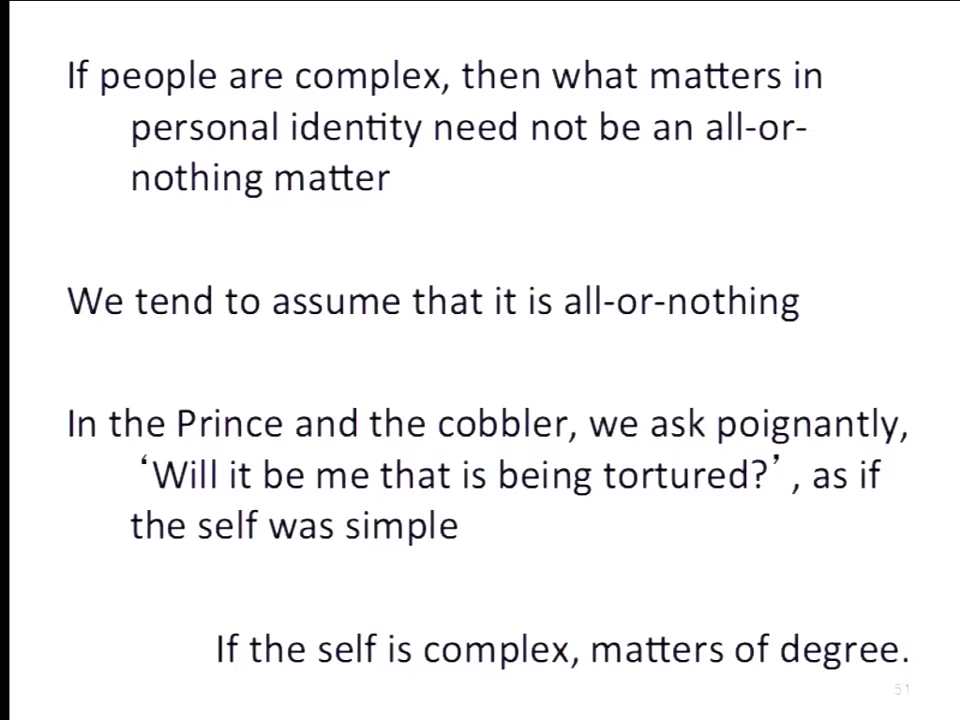 If people are complex, then what matters in
personal identity need not be an all-or-
nothing matter
We tend to assume that it is all-or-nothing
In the Prince and the cobbler, we ask poignantly,
‘Will it be me that is being tortured?’, as if
the self was simple
If the self is complex, matters of degree.
51